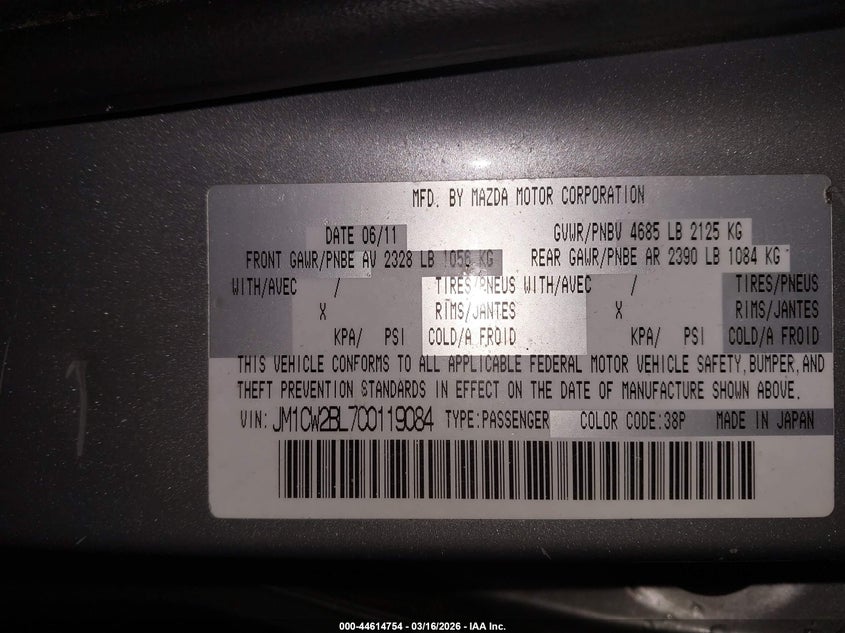 MFD. BY MAZDA MOTOR CORPORATION
DATE 06/11 GVWR/PNBV 4685 LB 2125 KG
FRONT GAWR/PNBE AV 2328 LB 1056 KG REAR GAWR/PNBE AR 2390 LB 1084 KG
WITH/AVEC / TIRES/PNEUS WITH/AVEC / TIRES/PNEUS
X RIMS/JANTES X RIMS/JANTES
KPA/ PSI COLD/A FROID KPA/ PSI COLD/A FROID
THIS VEHICLE CONFORMS TO ALL APPLICABLE FEDERAL MOTOR VEHICLE SAFETY,BUMPER,AND
THEFT PREVENTION STANDARDS IN EFFECT ON THE DATE OF MANUFACTURE SHOWN ABOVE.
VIN: JM1CW2BL7C0119084 TYPE:PASSENGER COLOR CODE:38P MADE IN JAPAN
000-44614754 - 03/16/2026 - IAA Inc.